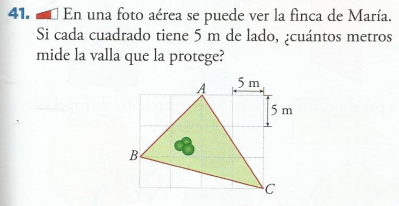 41. En una foto aérea se puede ver la finca de María.
Si cada cuadrado tiene 5 m de lado, ¿cuántos metros
mide la valla que la protege?
A
5 m
5 m
B
C